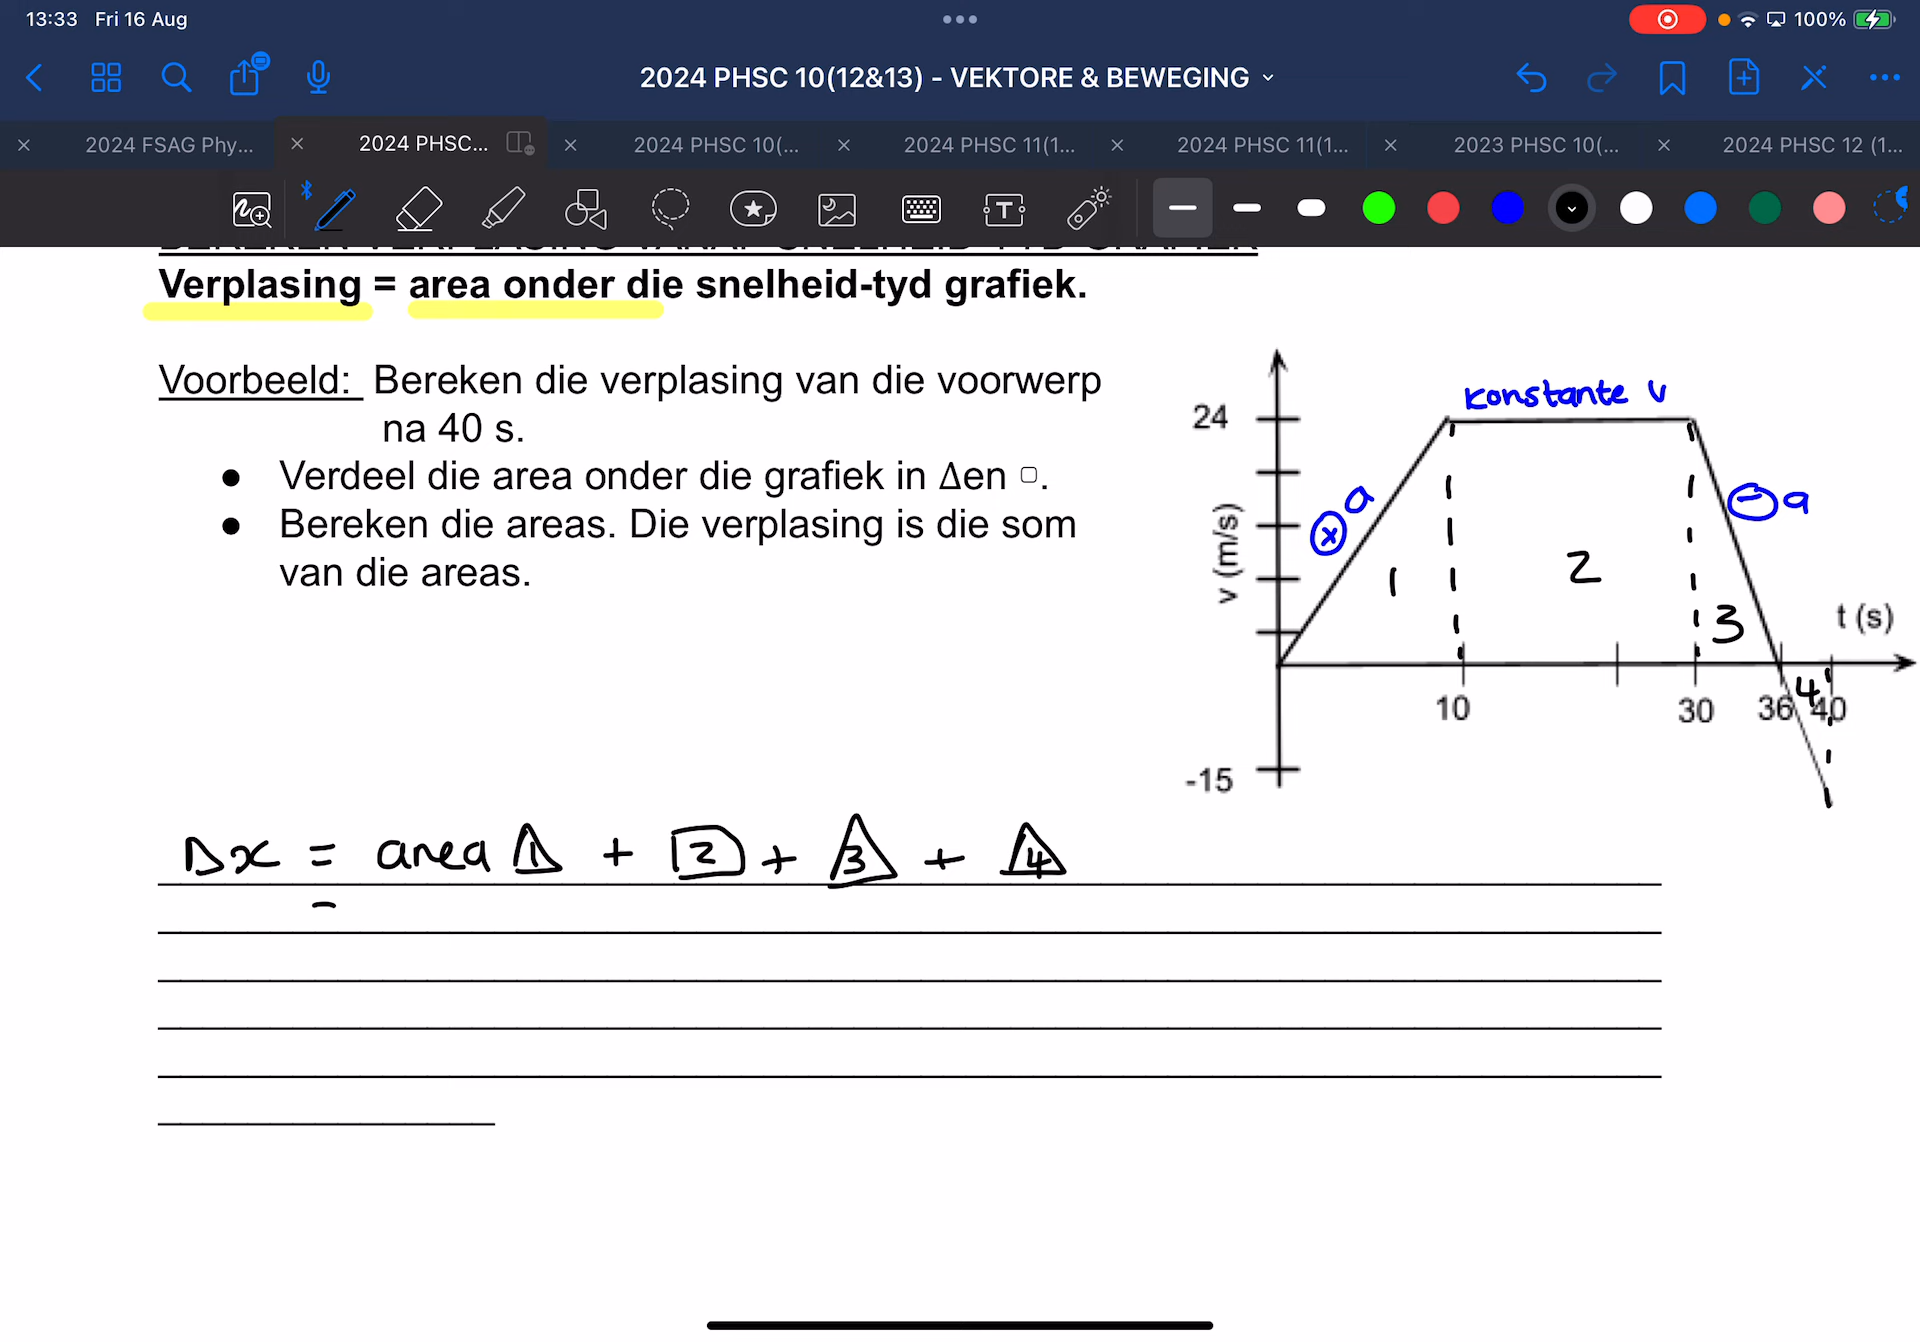 13:33 Fri 16 Aug
100%
2024 PHSC 10(12&13) - VEKTORE & BEWEGING
2024 FSAG Phy...
2024 PHSC...
2024 PHSC 10(...
2024 PHSC 11(1...
2024 PHSC 11(1...
2023 PHSC 10(...
2024 PHSC 12 (1...
Verplasing = area onder die snelheid-tyd grafiek.
Voorbeeld: Bereken die verplasing van die voorwerp
na 40 s.
● Verdeel die area onder die grafiek in Δen ▢.
● Bereken die areas. Die verplasing is die som
van die areas.
konstante v
24
v (m/s)
a
a
1
2
3
4
t (s)
10
30
36
40
-15
Δx = area △1 + ▢2 + △3 + △4
=